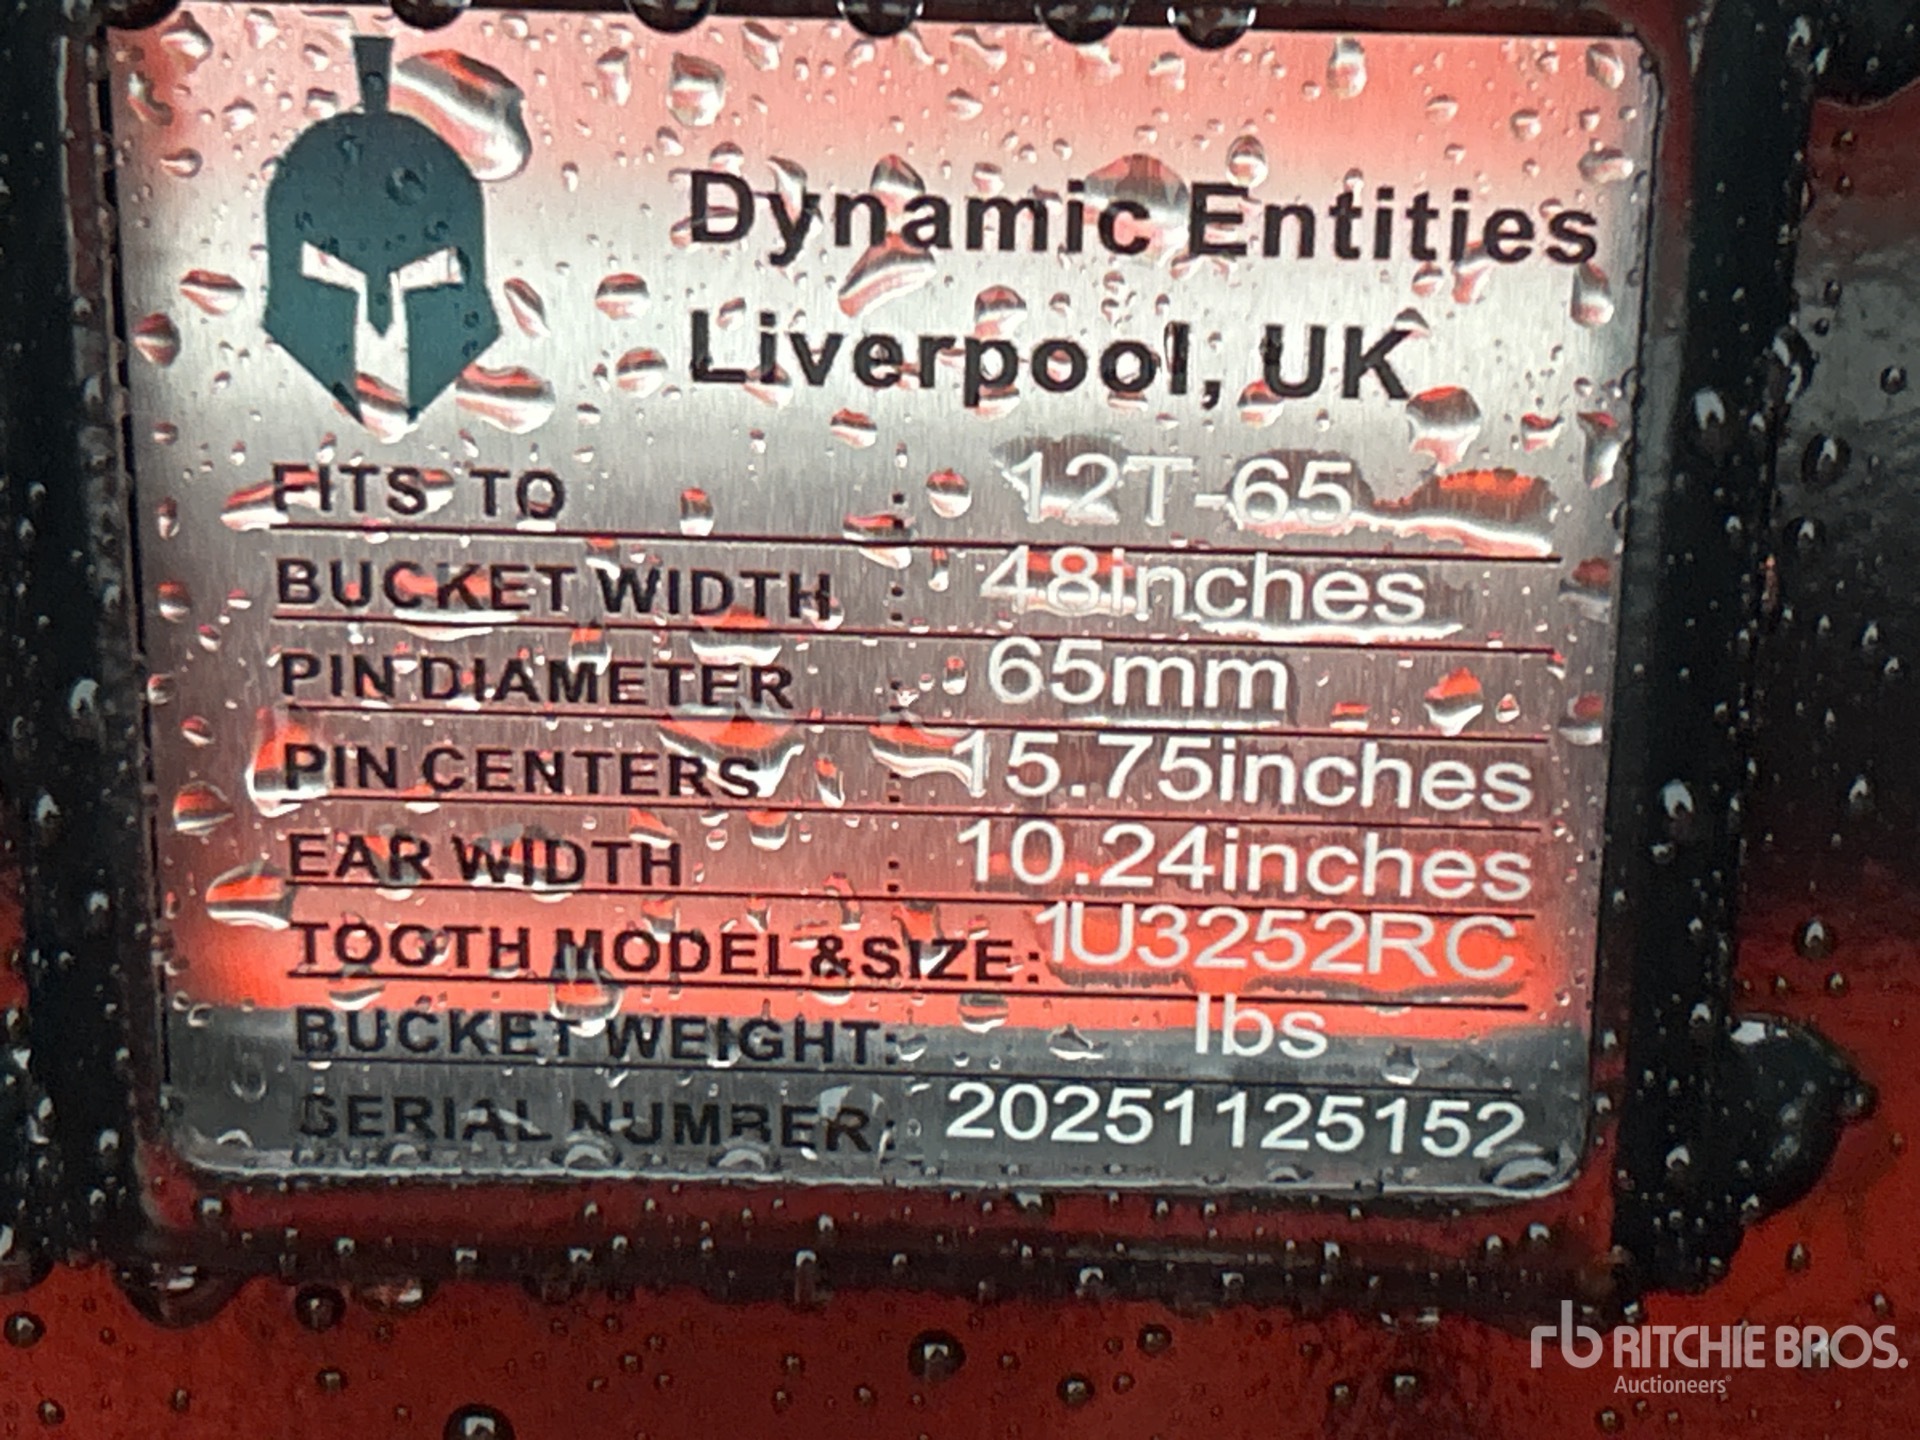 Dynamic Entities
Liverpool, UK
FITS TO : 12T-65
BUCKET WIDTH : 48inches
PIN DIAMETER : 65mm
PIN CENTERS : 15.75inches
EAR WIDTH : 10.24inches
TOOTH MODEL&SIZE: 1U3252RC
BUCKET WEIGHT: lbs
SERIAL NUMBER: 20251125152
rb RITCHIE BROS.
Auctioneers